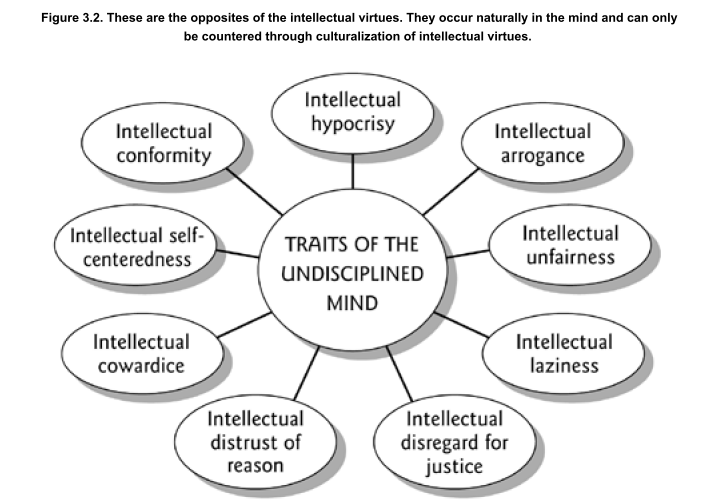 Figure 3.2. These are the opposites of the intellectual virtues. They occur naturally in the mind and can only
be countered through culturalization of intellectual virtues.
Intellectual
hypocrisy
Intellectual
conformity
Intellectual
arrogance
Intellectual self-
centeredness
TRAITS OF THE
UNDISCIPLINED
MIND
Intellectual
unfairness
Intellectual
cowardice
Intellectual
laziness
Intellectual
distrust of
reason
Intellectual
disregard for
justice